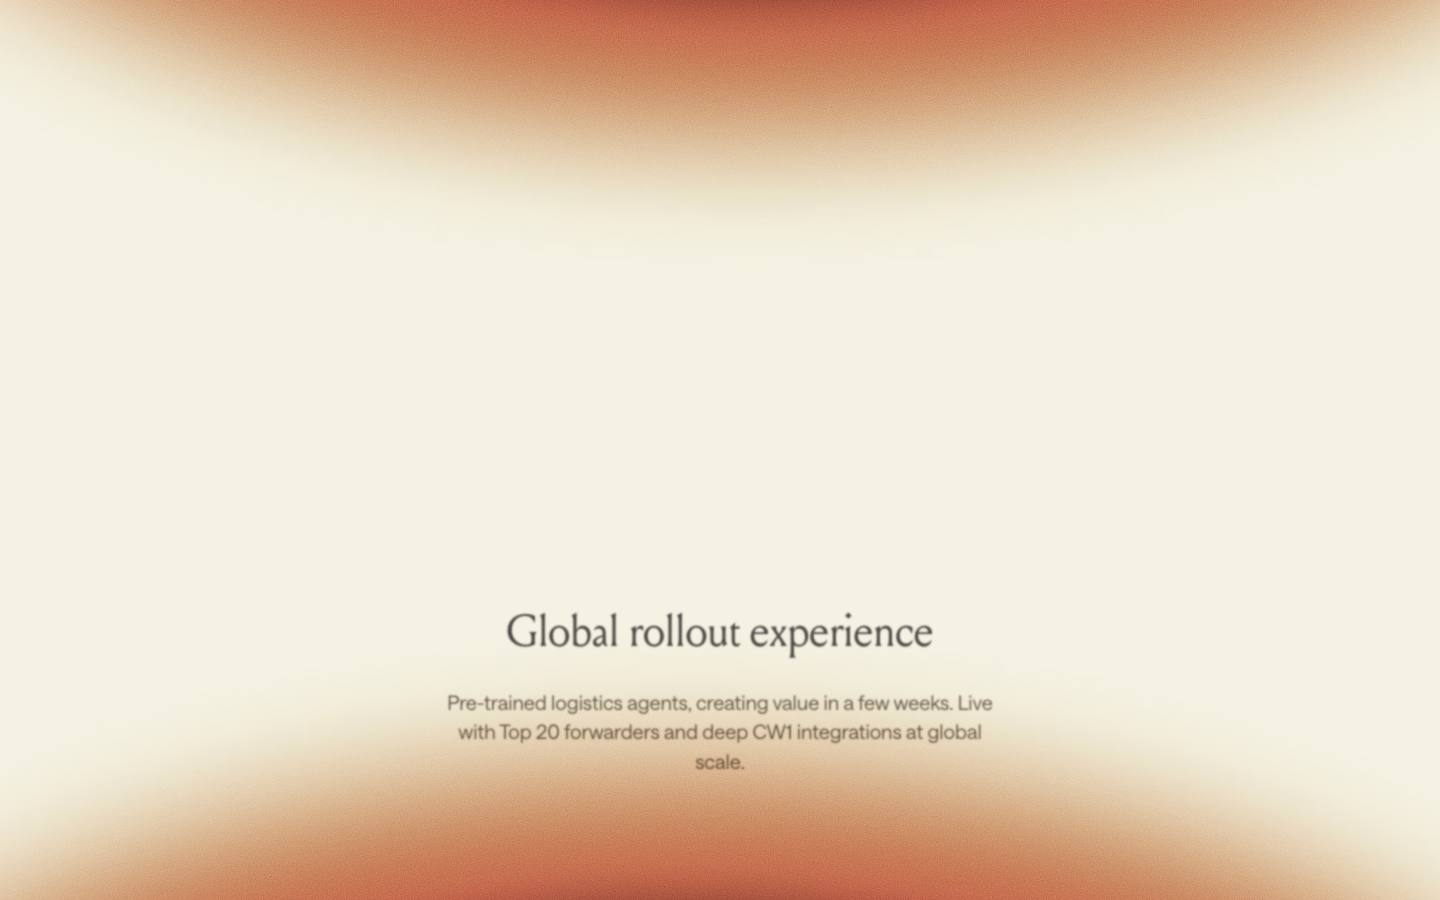 Global rollout experience
Pre-trained logistics agents, creating value in a few weeks. Live
with Top 20 forwarders and deep CW1 integrations at global
scale.